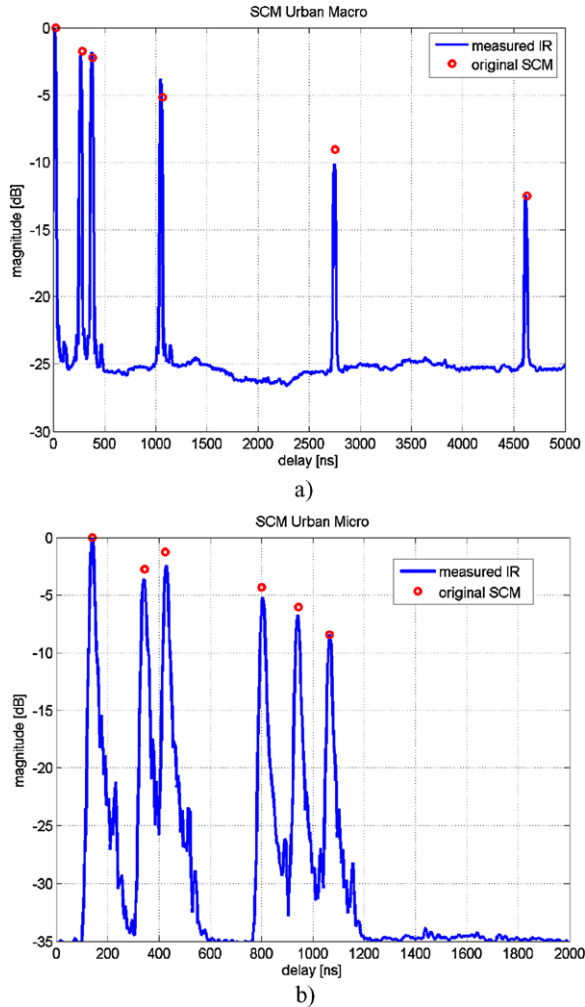 SCM Urban Macro
measured IR
original SCM
magnitude [dB]
0
-5
-10
-15
-20
-25
-30
0 500 1000 1500 2000 2500 3000 3500 4000 4500 5000
delay [ns]
a)
SCM Urban Micro
measured IR
original SCM
magnitude [dB]
0
-5
-10
-15
-20
-25
-30
-35
0 200 400 600 800 1000 1200 1400 1600 1800 2000
delay [ns]
b)